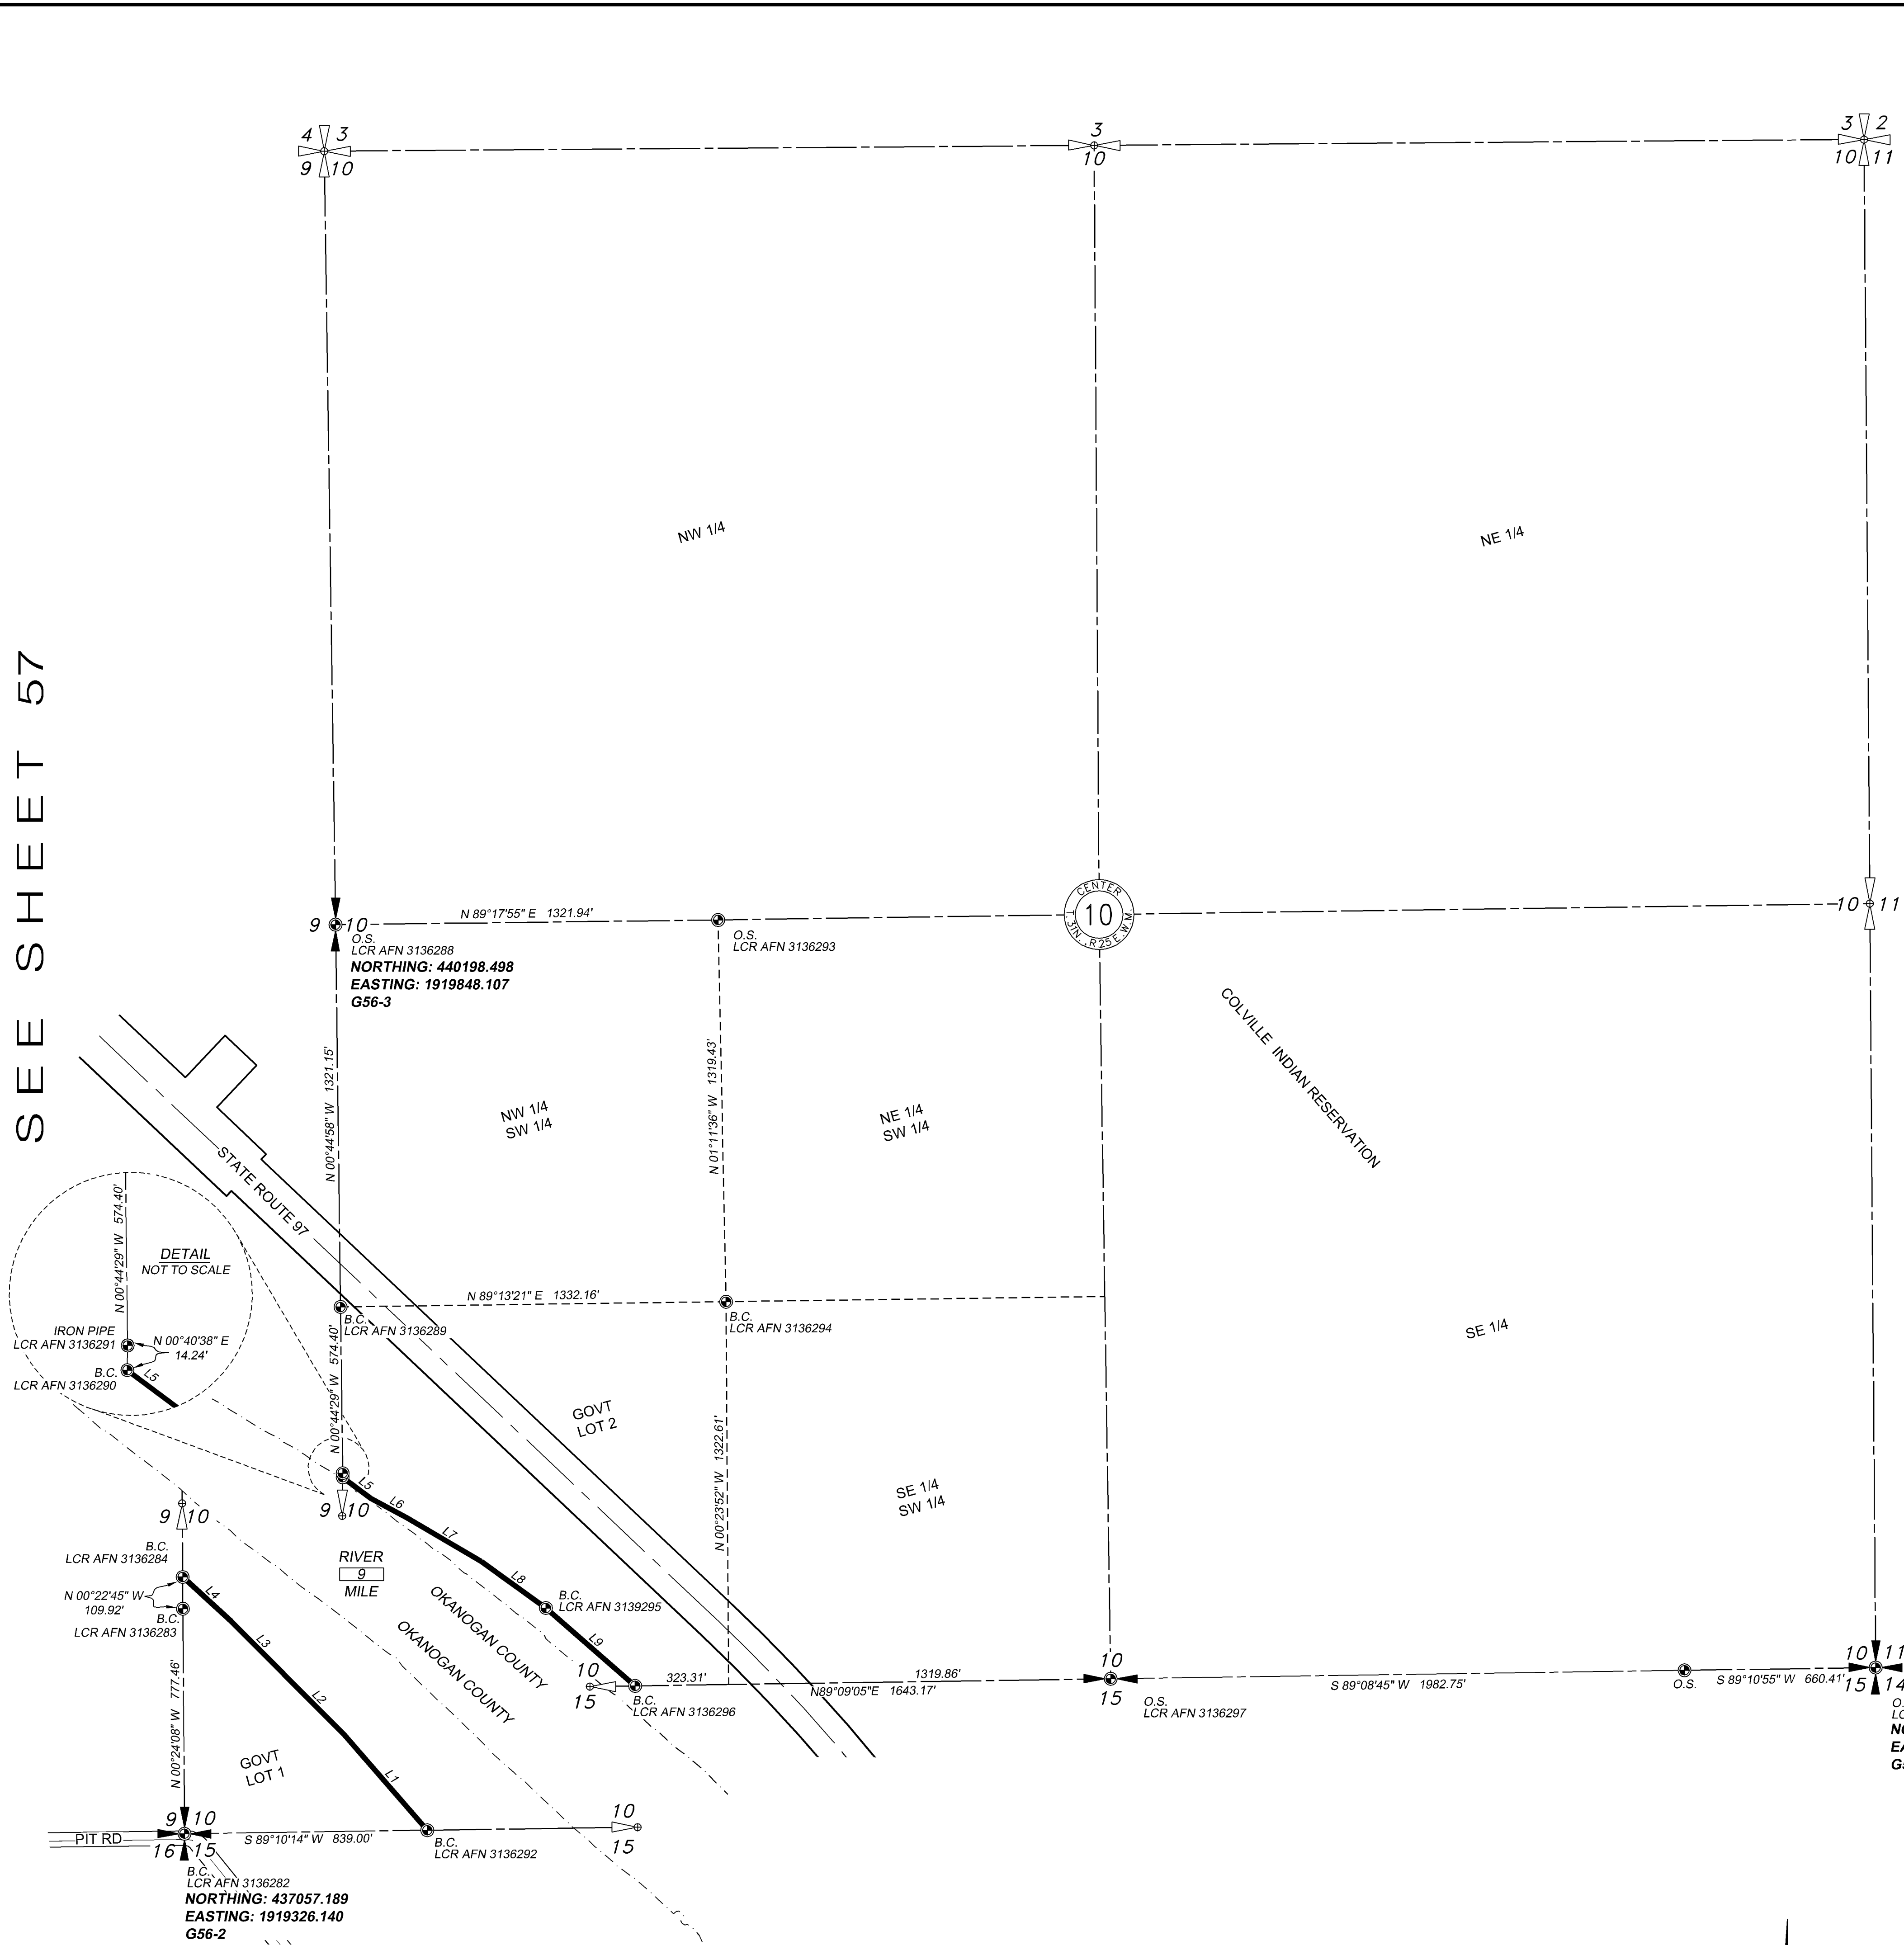 4 3
9 10
3
10
3 2
10 11
NW 1/4
NE 1/4
SEE SHEET 57
CENTER
10
T.31N., R25E.W.M.
10 11
9 10
N 89°17'55" E 1321.94'
O.S.
LCR AFN 3136288
NORTHING: 440198.498
EASTING: 1919848.107
G56-3
O.S.
LCR AFN 3136293
COLVILLE INDIAN RESERVATION
N 00°44'58" W 1321.15'
N 01°11'36" W 1319.43'
NW 1/4
SW 1/4
NE 1/4
SW 1/4
STATE ROUTE 97
N 00°44'29" W 574.40'
DETAIL
NOT TO SCALE
IRON PIPE
LCR AFN 3136291
N 00°40'38" E
14.24'
B.C.
LCR AFN 3136290
L5
N 89°13'21" E 1332.16'
B.C.
LCR AFN 3136289
B.C.
LCR AFN 3136294
SE 1/4
N 00°44'29" W 574.40'
GOVT
LOT 2
N 00°23'52" W 1322.61'
SE 1/4
SW 1/4
L5
L6
L7
L8
L9
9 10
9 10
B.C.
LCR AFN 3136284
N 00°22'45" W
109.92'
B.C.
LCR AFN 3136283
L4
L3
L2
L1
RIVER
9
MILE
OKANOGAN COUNTY
OKANOGAN COUNTY
B.C.
LCR AFN 3139295
10
15
323.31'
1319.86'
N89°09'05"E 1643.17'
B.C.
LCR AFN 3136296
10
15
O.S.
LCR AFN 3136297
S 89°08'45" W 1982.75'
O.S.
S 89°10'55" W 660.41'
10 11
15 14
N 00°24'08" W 777.46'
GOVT
LOT 1
9 10
16 15
PIT RD
S 89°10'14" W 839.00'
B.C.
LCR AFN 3136292
10
15
B.C.
LCR AFN 3136282
NORTHING: 437057.189
EASTING: 1919326.140
G56-2